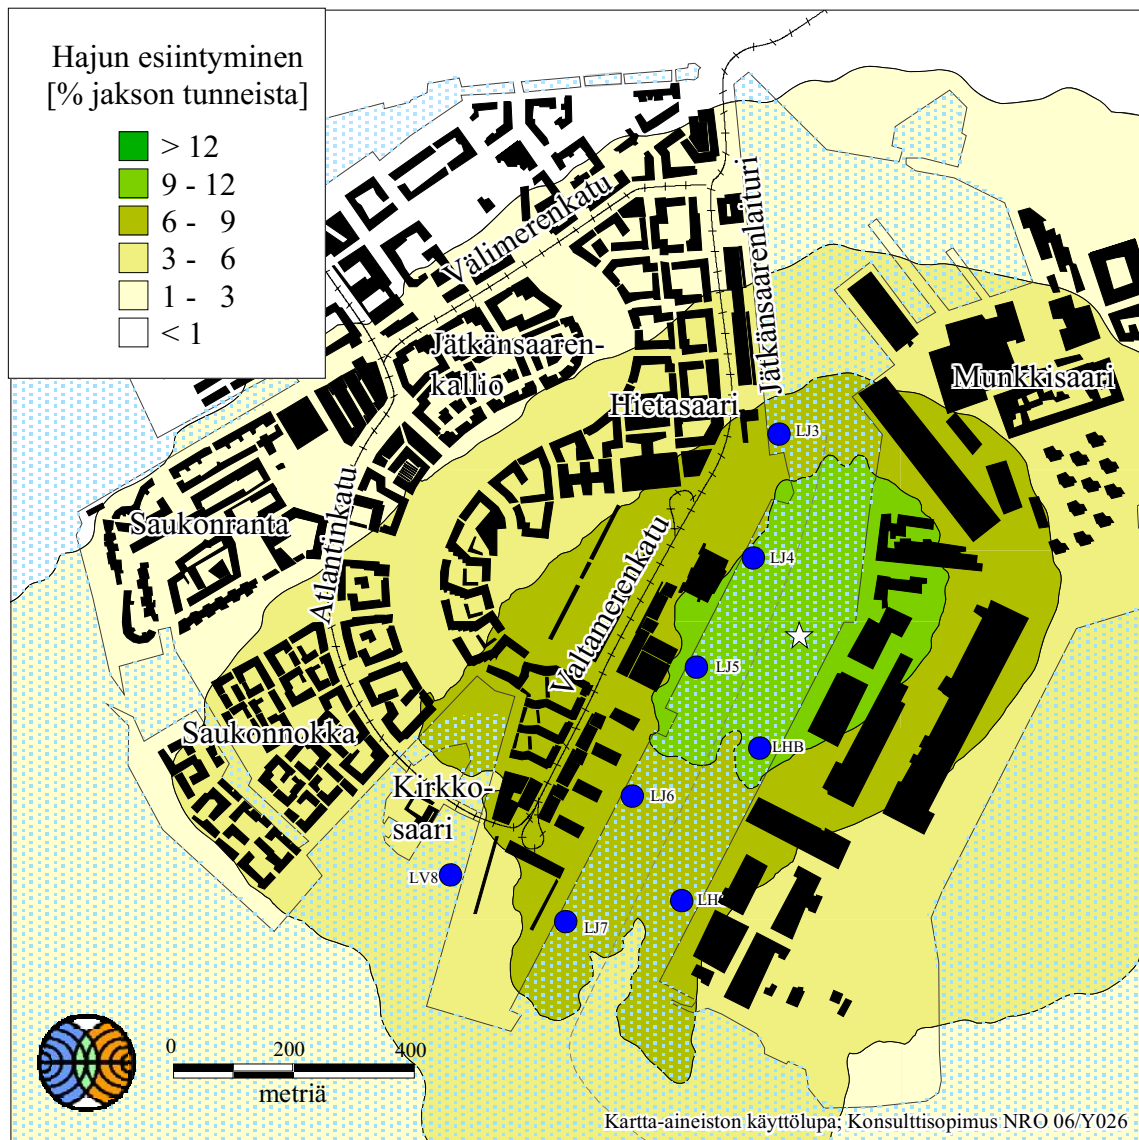 Hajun esiintyminen
[% jakson tunneista]
> 12
9 - 12
6 - 9
3 - 6
1 - 3
< 1
Välimerenkatu
Jätkänsaarenlaituri
Jätkänsaaren-
kallio
Hietasaari
Munkkisaari
LJ3
Saukonranta
Atlantinkatu
Valtamerenkatu
LJ4
LJ5
Saukonnokka
LHB
Kirkko-
saari
LJ6
LV8
LH
LJ7
0 200 400
metriä
Kartta-aineiston käyttölupa; Konsulttisopimus NRO 06/Y026